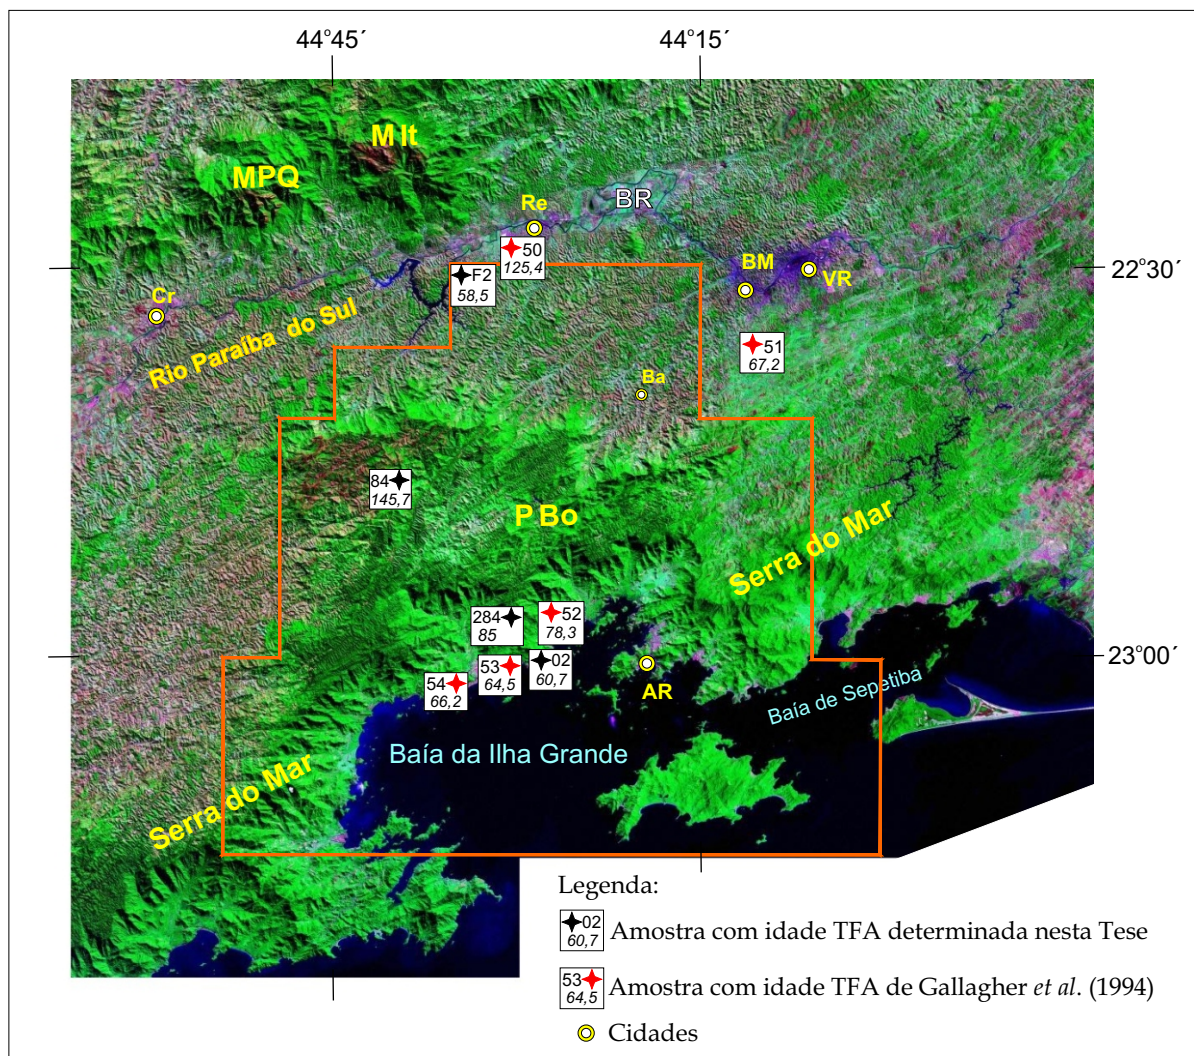 44°45´
44°15´
M It
MPQ
Re
BR
50
125,4
22°30´
F2
58,5
BM
VR
Cr
Rio Paraíba do Sul
51
67,2
Ba
84
145,7
P Bo
Serra do Mar
284
85
52
78,3
53
64,5
02
60,7
23°00´
54
66,2
AR
Baía de Sepetiba
Baía da Ilha Grande
Serra do Mar
Legenda:
02
60,7
Amostra com idade TFA determinada nesta Tese
53
64,5
Amostra com idade TFA de Gallagher et al. (1994)
Cidades